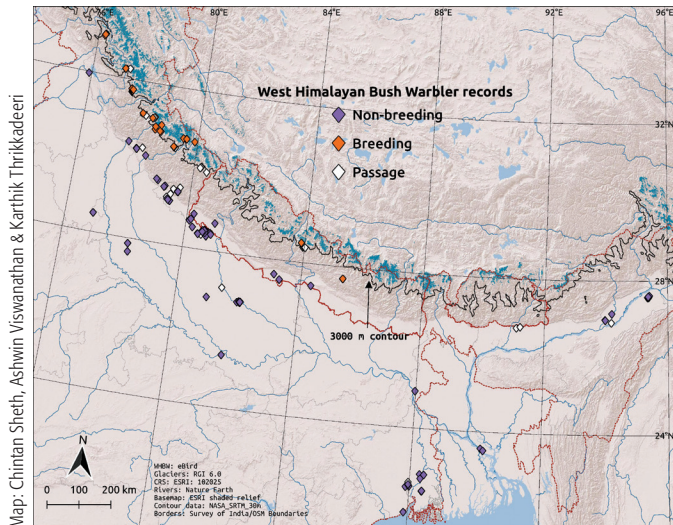 76°E
80°E
84°E
88°E
92°E
96°E
West Himalayan Bush Warbler records
Non-breeding
Breeding
Passage
32°N
28°N
3000 m contour
24°N
N
0 100 200 km
WHBW: eBird
Glaciers: RGI 6.0
CRS: ESRI: 102025
Rivers: Nature Earth
Basemap: ESRI shaded relief
Contour data: NASA_SRTM_30m
Borders: Survey of India/OSM Boundaries
Map: Chintan Sheth, Ashwin Viswanathan & Karthik Thrikkadeeri